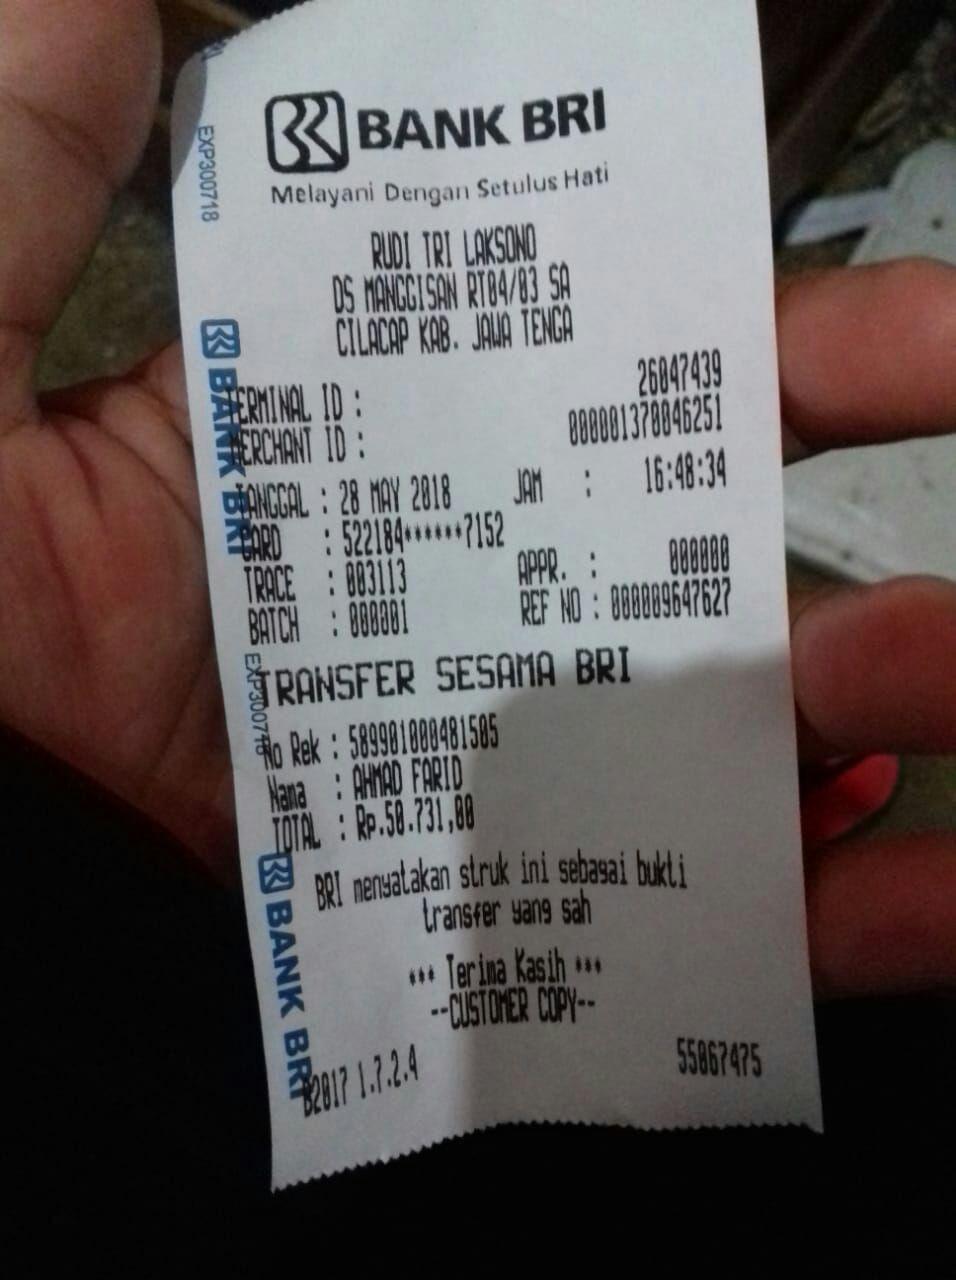 BANK BRI
Melayani Dengan Setulus Hati
RUDI TRI LAKSONO
DS MANGGISAN RT04/03 SA
CILACAP KAB. JAWA TENGA
TERMINAL ID : 26047439
MERCHANT ID : 000001370046251
TANGGAL : 28 MAY 2018 JAM : 16:48:34
CARD : 522184******7152
TRACE : 003113 APPR. : 000000
BATCH : 000001 REF NO : 000009647627
TRANSFER SESAMA BRI
No Rek : 589901000481505
Nama : AHMAD FARID
TOTAL : Rp.50.731,00
BRI menyatakan struk ini sebagai bukti
transfer yang sah
*** Terima Kasih ***
--CUSTOMER COPY--
B2017 1.7.2.4 55067475
EXP300718
BANK BRI
EXP300718
BANK BRI